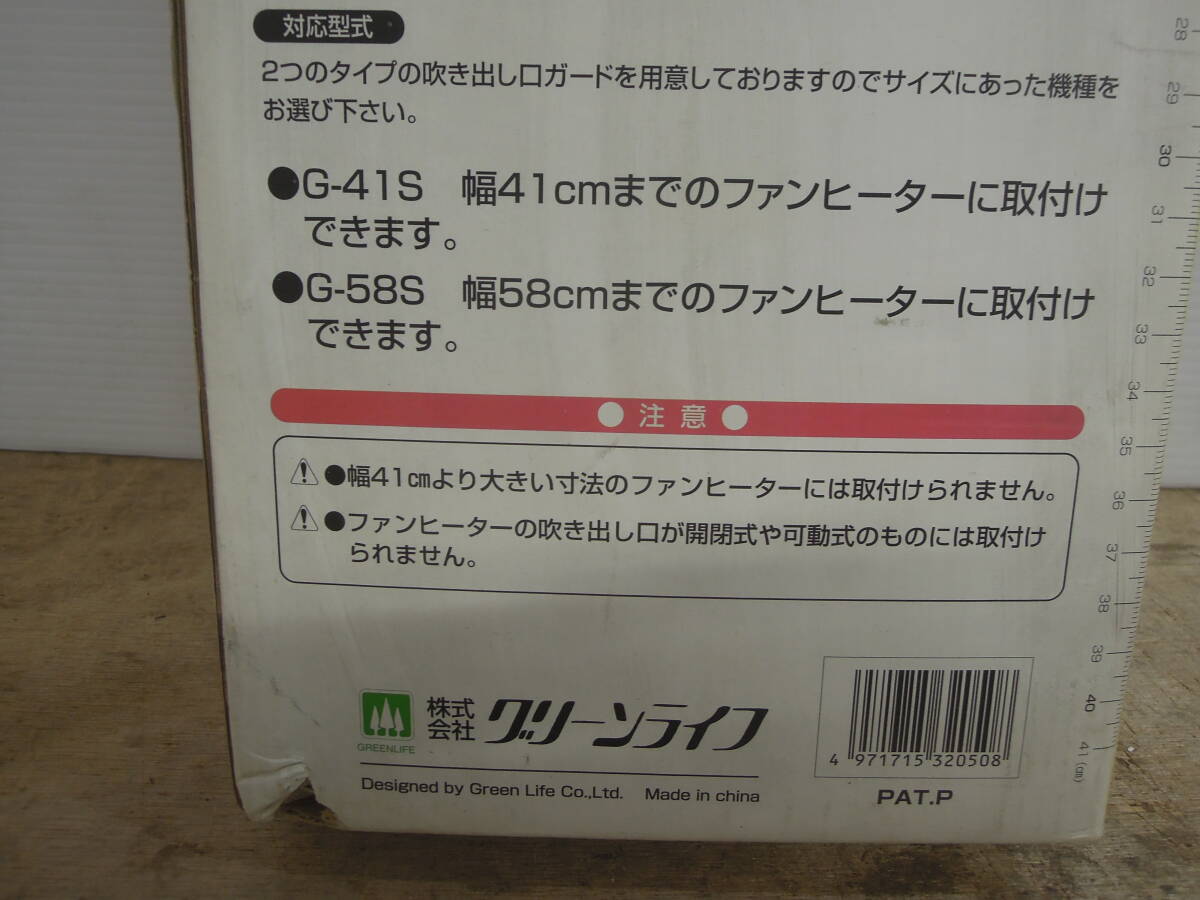 対応型式
2つのタイプの吹き出し口ガードを用意しておりますのでサイズにあった機種を
お選び下さい。
●G-41S 幅41cmまでのファンヒーターに取付け
できます。
●G-58S 幅58cmまでのファンヒーターに取付け
できます。
●注意●
⚠●幅41㎝より大きい寸法のファンヒーターには取付けられません。
⚠●ファンヒーターの吹き出し口が開閉式や可動式のものには取付け
られません。
GREENLIFE
株式
会社
グリーンライフ
Designed by Green Life Co.,Ltd. Made in china
4 971715 320508
PAT.P
28
29
30
31
32
33
34
35
36
37
38
39
40
41(㎝)